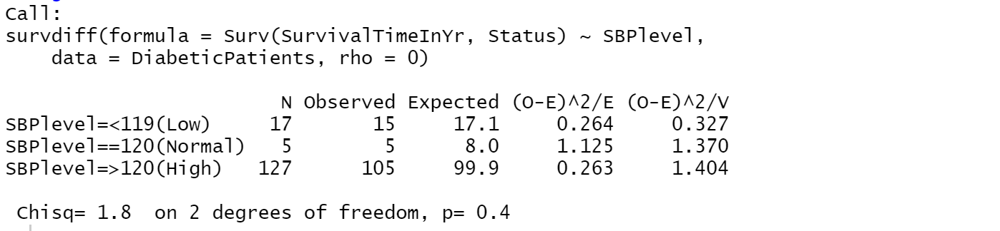 Call:
survdiff(formula = Surv(SurvivalTimeInYr, Status) ~ SBPlevel,
    data = DiabeticPatients, rho = 0)
N Observed Expected (O-E)^2/E (O-E)^2/V
SBPlevel=<119(Low) 17 15 17.1 0.264 0.327
SBPlevel==120(Normal) 5 5 8.0 1.125 1.370
SBPlevel=>120(High) 127 105 99.9 0.263 1.404
Chisq= 1.8  on 2 degrees of freedom, p= 0.4